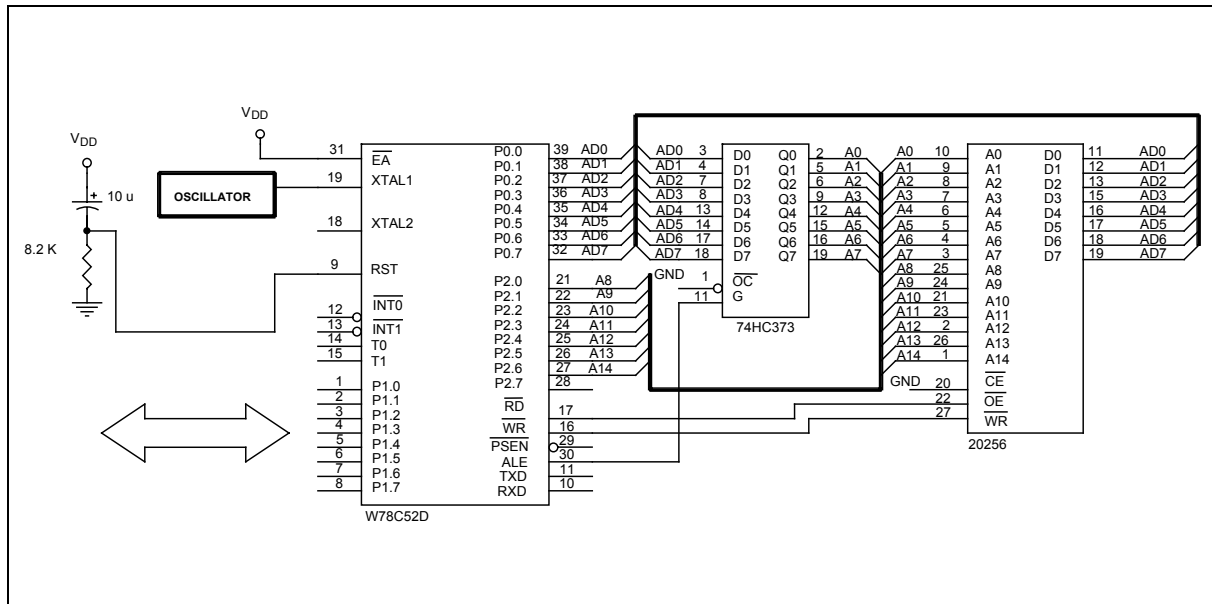 VDD
10 u
8.2 K
VDD
OSCILLATOR
31 EA
19 XTAL1
18 XTAL2
9 RST
12 INT0
13 INT1
14 T0
15 T1
1 P1.0
2 P1.1
3 P1.2
4 P1.3
5 P1.4
6 P1.5
7 P1.6
8 P1.7
P0.0 39 AD0
P0.1 38 AD1
P0.2 37 AD2
P0.3 36 AD3
P0.4 35 AD4
P0.5 34 AD5
P0.6 33 AD6
P0.7 32 AD7
P2.0 21 A8
P2.1 22 A9
P2.2 23 A10
P2.3 24 A11
P2.4 25 A12
P2.5 26 A13
P2.6 27 A14
P2.7 28
RD 17
WR 16
PSEN 29
ALE 30
TXD 11
RXD 10
W78C52D
AD0 3 D0 Q0 2 A0
AD1 4 D1 Q1 5 A1
AD2 7 D2 Q2 6 A2
AD3 8 D3 Q3 9 A3
AD4 13 D4 Q4 12 A4
AD5 14 D5 Q5 15 A5
AD6 17 D6 Q6 16 A6
AD7 18 D7 Q7 19 A7
GND 1 OC
11 G
74HC373
A0 10 A0 D0 11 AD0
A1 9 A1 D1 12 AD1
A2 8 A2 D2 13 AD2
A3 7 A3 D3 15 AD3
A4 6 A4 D4 16 AD4
A5 5 A5 D5 17 AD5
A6 4 A6 D6 18 AD6
A7 3 A7 D7 19 AD7
A8 25 A8
A9 24 A9
A10 21 A10
A11 23 A11
A12 2 A12
A13 26 A13
A14 1 A14
GND 20 CE
22 OE
27 WR
20256